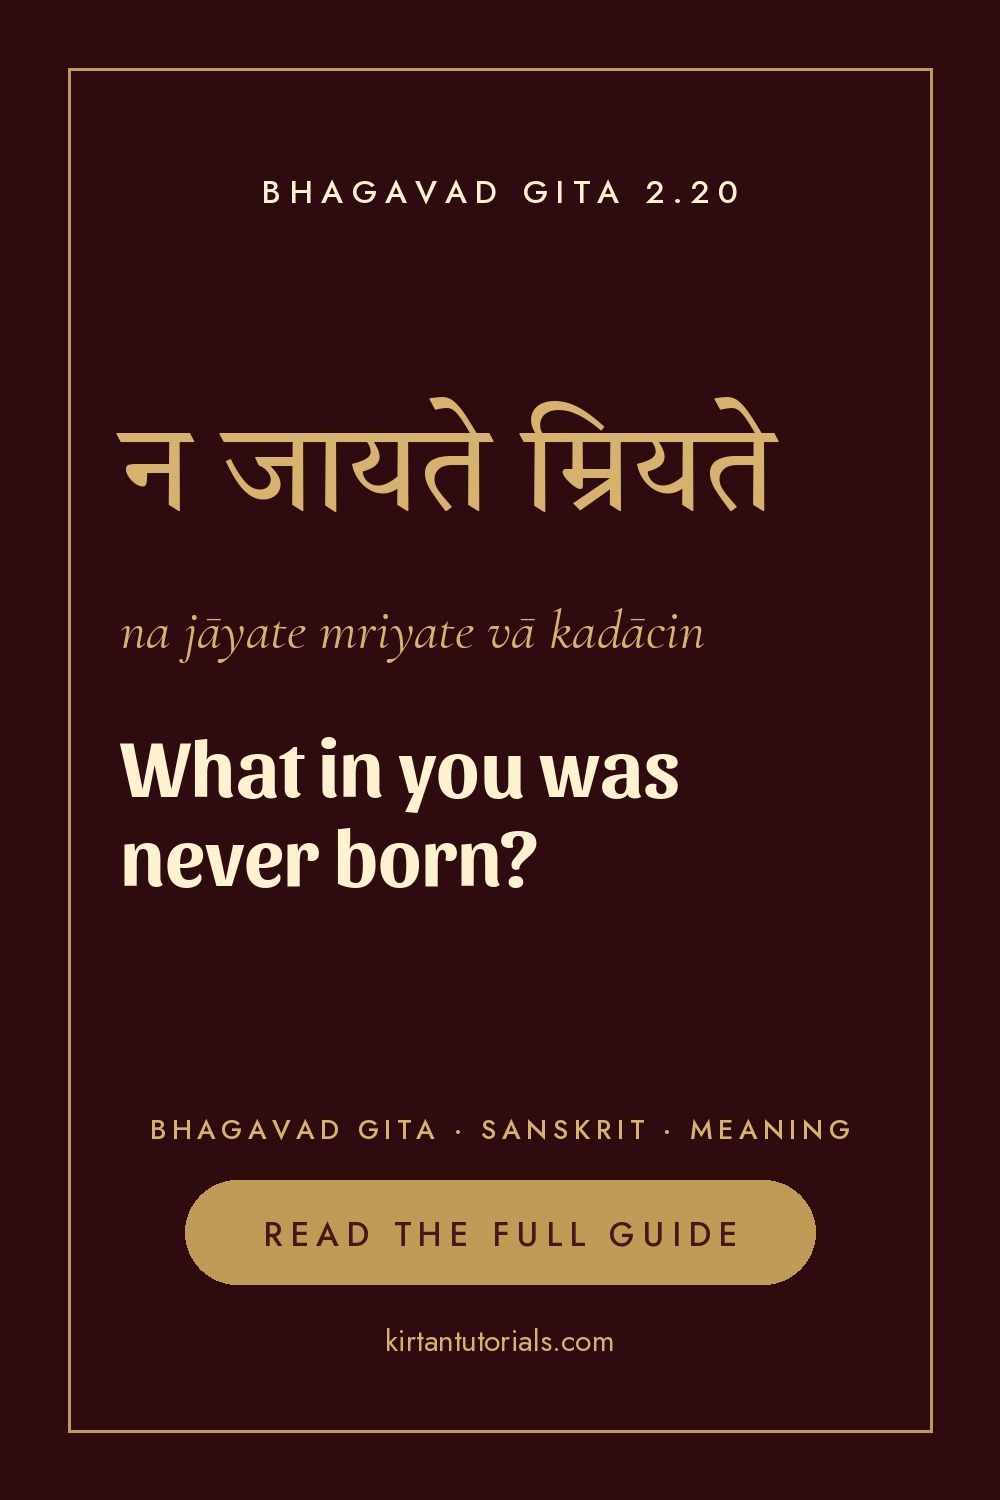 BHAGAVAD GITA 2.20
न जायते म्रियते
na jāyate mriyate vā kadācin
What in you was
never born?
BHAGAVAD GITA · SANSKRIT · MEANING
READ THE FULL GUIDE
kirtantutorials.com